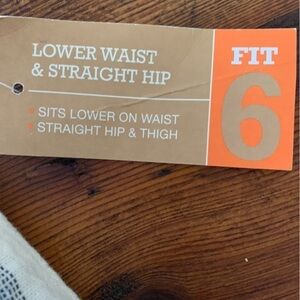 LOWER WAIST
& STRAIGHT HIP
SITS LOWER ON WAIST
STRAIGHT HIP & THIGH
FIT
6